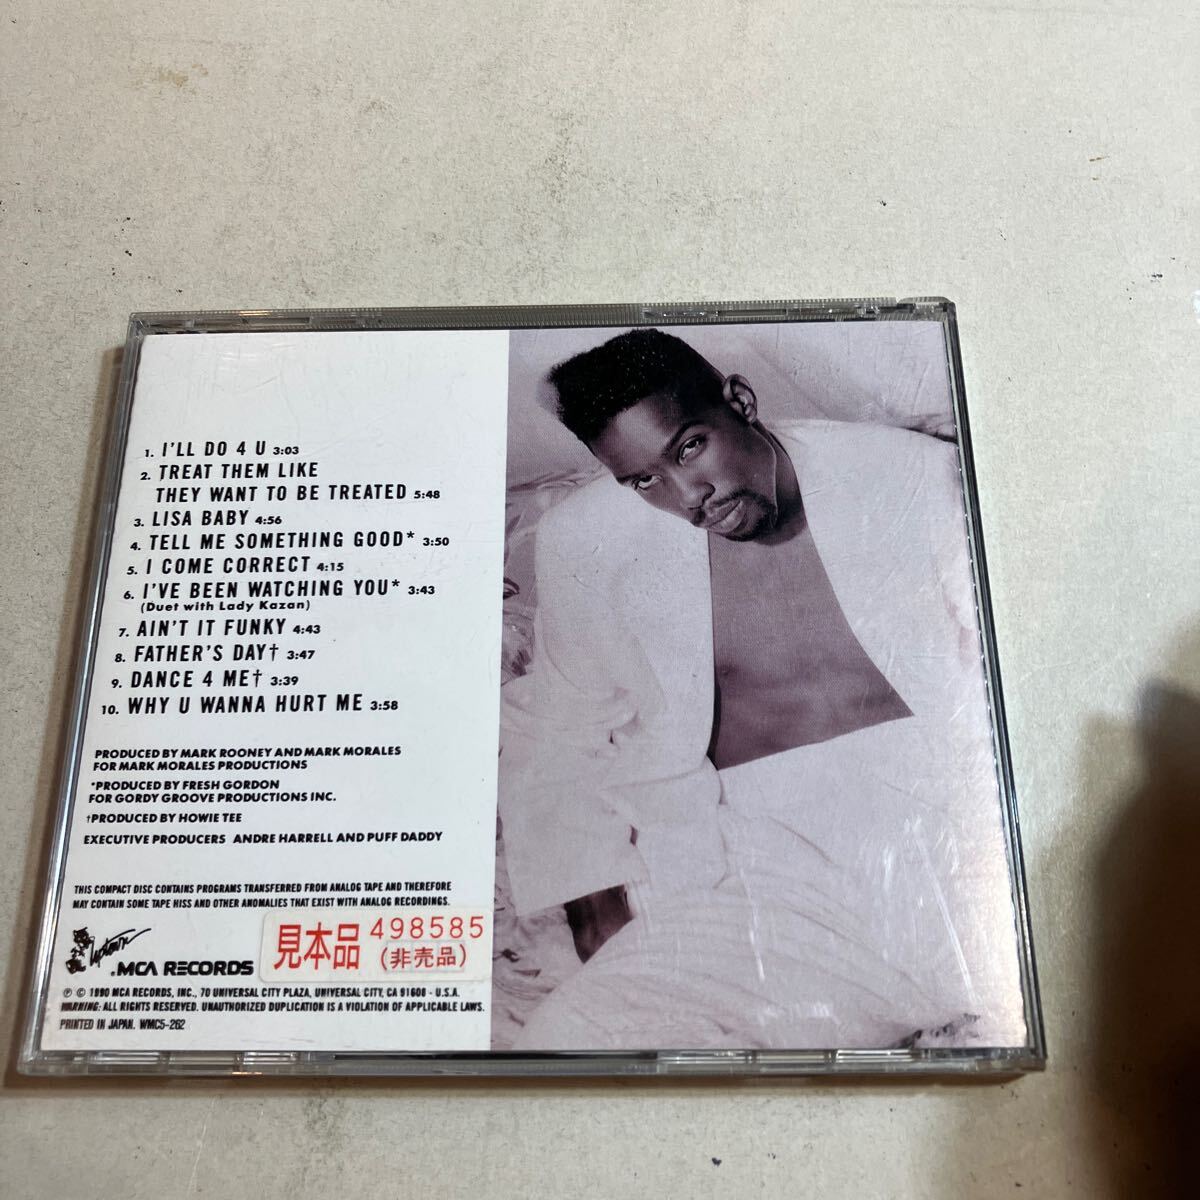 1. I'LL DO 4 U 3:03
2. TREAT THEM LIKE
THEY WANT TO BE TREATED 5:48
3. LISA BABY 4:56
4. TELL ME SOMETHING GOOD* 3:50
5. I COME CORRECT 4:15
6. I'VE BEEN WATCHING YOU* 3:43
(Duet with Lady Kazan)
7. AIN'T IT FUNKY 4:43
8. FATHER'S DAY† 3:47
9. DANCE 4 ME† 3:39
10. WHY U WANNA HURT ME 3:58
PRODUCED BY MARK ROONEY AND MARK MORALES
FOR MARK MORALES PRODUCTIONS
*PRODUCED BY FRESH GORDON
FOR GORDY GROOVE PRODUCTIONS INC.
†PRODUCED BY HOWIE TEE
EXECUTIVE PRODUCERS ANDRE HARRELL AND PUFF DADDY
THIS COMPACT DISC CONTAINS PROGRAMS TRANSFERRED FROM ANALOG TAPE AND THEREFORE
MAY CONTAIN SOME TAPE HISS AND OTHER ANOMALIES THAT EXIST WITH ANALOG RECORDINGS.
Uptown
.MCA RECORDS
見本品 498585
(非売品)
℗ © 1990 MCA RECORDS, INC., 70 UNIVERSAL CITY PLAZA, UNIVERSAL CITY, CA 91608 - U.S.A.
WARNING: ALL RIGHTS RESERVED. UNAUTHORIZED DUPLICATION IS A VIOLATION OF APPLICABLE LAWS.
PRINTED IN JAPAN. WMC5-262